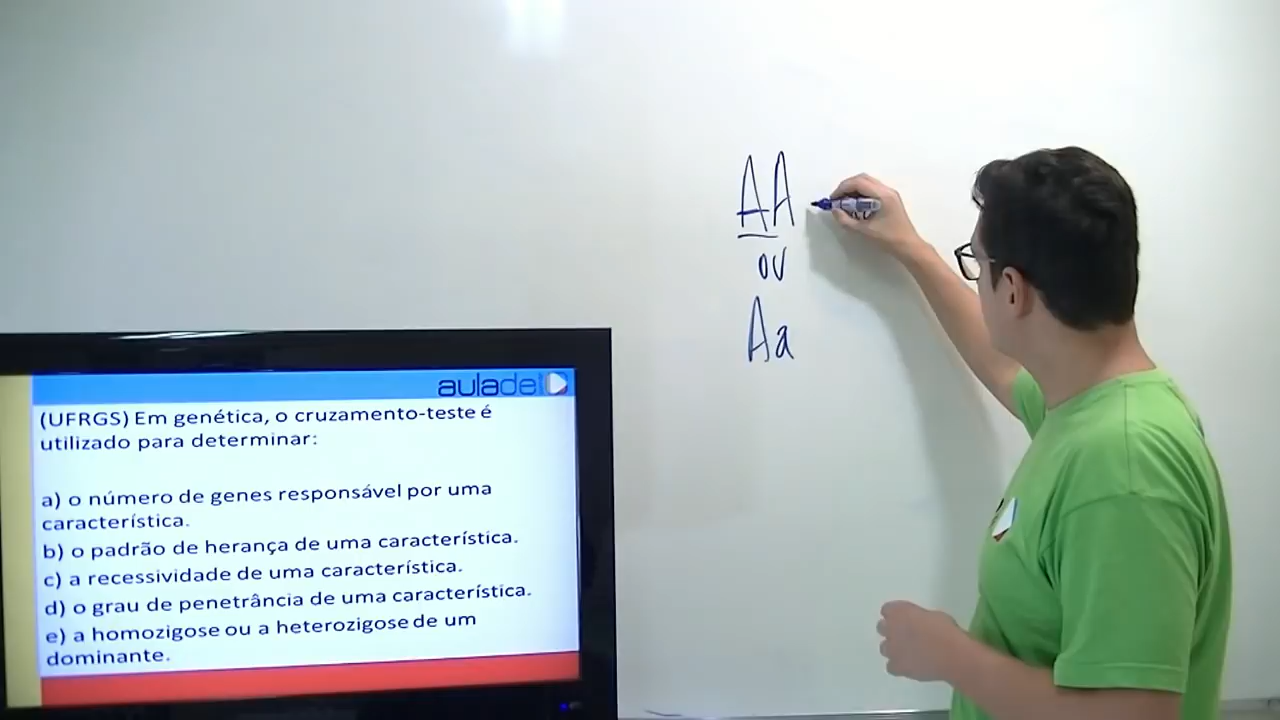 AA
ou
Aa
aulade
(UFRGS) Em genética, o cruzamento-teste é
utilizado para determinar:
a) o número de genes responsável por uma
característica.
b) o padrão de herança de uma característica.
c) a recessividade de uma característica.
d) o grau de penetrância de uma característica.
e) a homozigose ou a heterozigose de um
dominante.